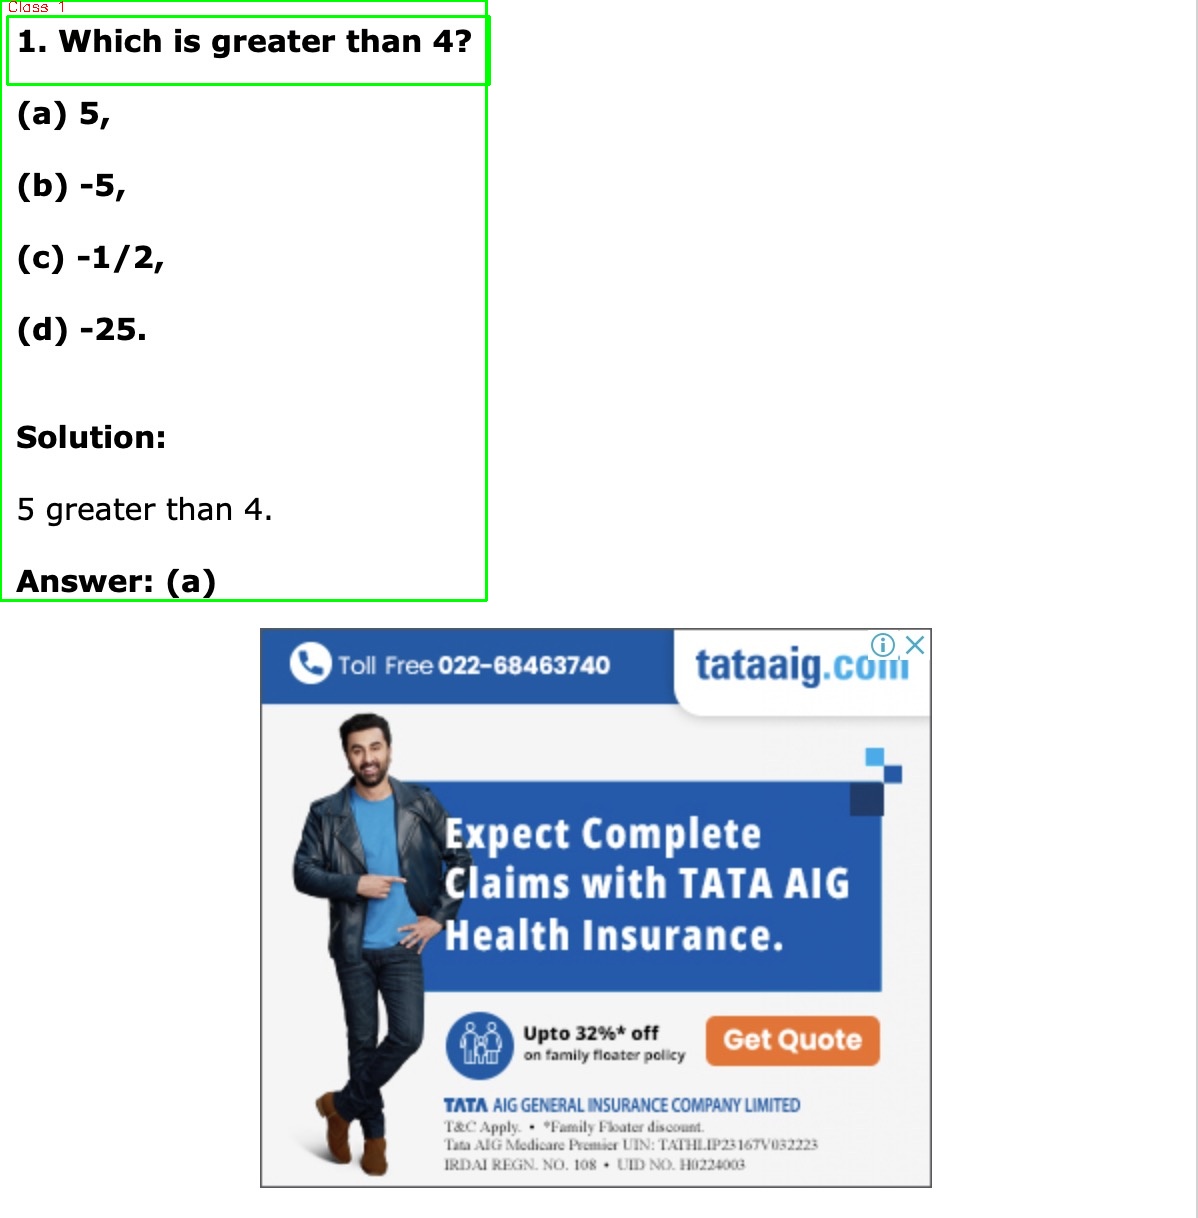 Class 1
1. Which is greater than 4?
(a) 5,
(b) -5,
(c) -1/2,
(d) -25.
Solution:
5 greater than 4.
Answer: (a)
Toll Free 022-68463740
tataaig.com
Expect Complete
Claims with TATA AIG
Health Insurance.
Upto 32%* off
on family floater policy
Get Quote
TATA AIG GENERAL INSURANCE COMPANY LIMITED
T&C Apply. • *Family Floater discount.
Tata AIG Medicare Premier UIN: TATHLIP23167V032223
IRDAI REGN. NO. 108 • UID NO. H0224003